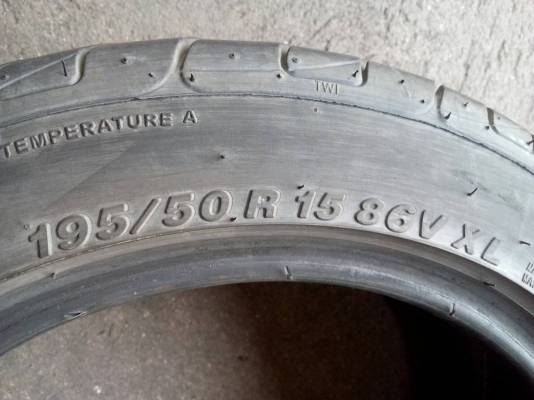 TWI
TEMPERATURE A
195/50 R 15 86V XL